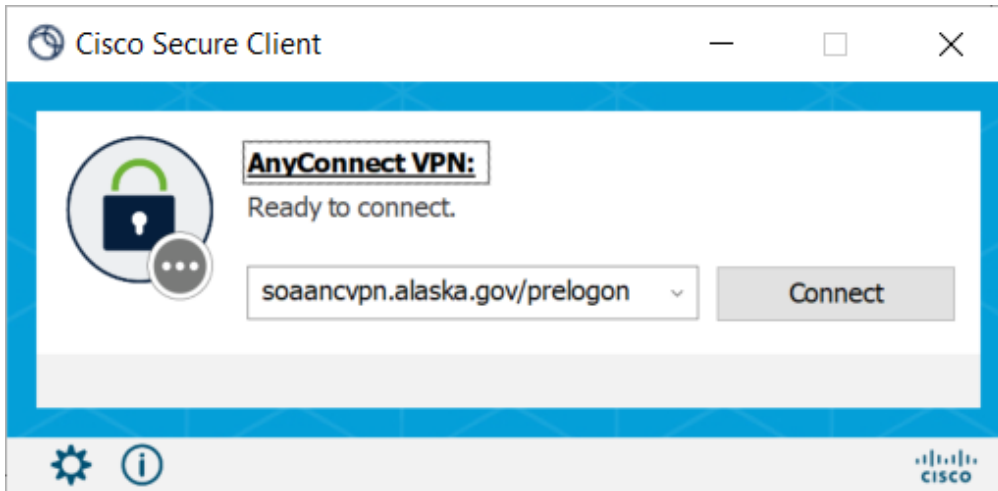 Cisco Secure Client
AnyConnect VPN:
Ready to connect.
soaancvpn.alaska.gov/prelogon
Connect
CISCO